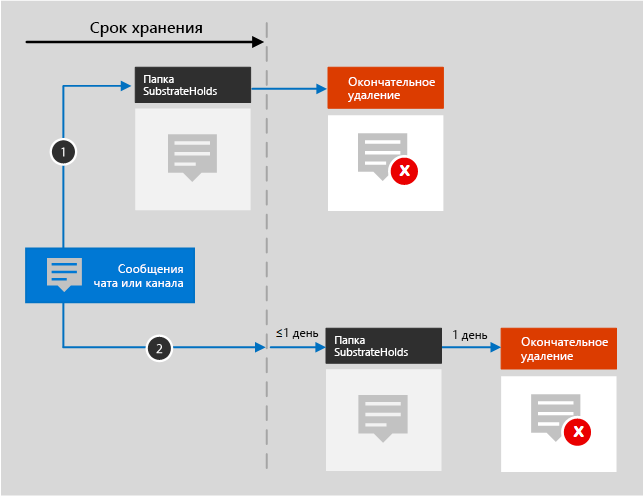 Срок хранения
Папка
SubstrateHolds
Окончательное
удаление
1
X
Сообщения
чата или канала
2
≤1 день
Папка
SubstrateHolds
1 день
Окончательное
удаление
X